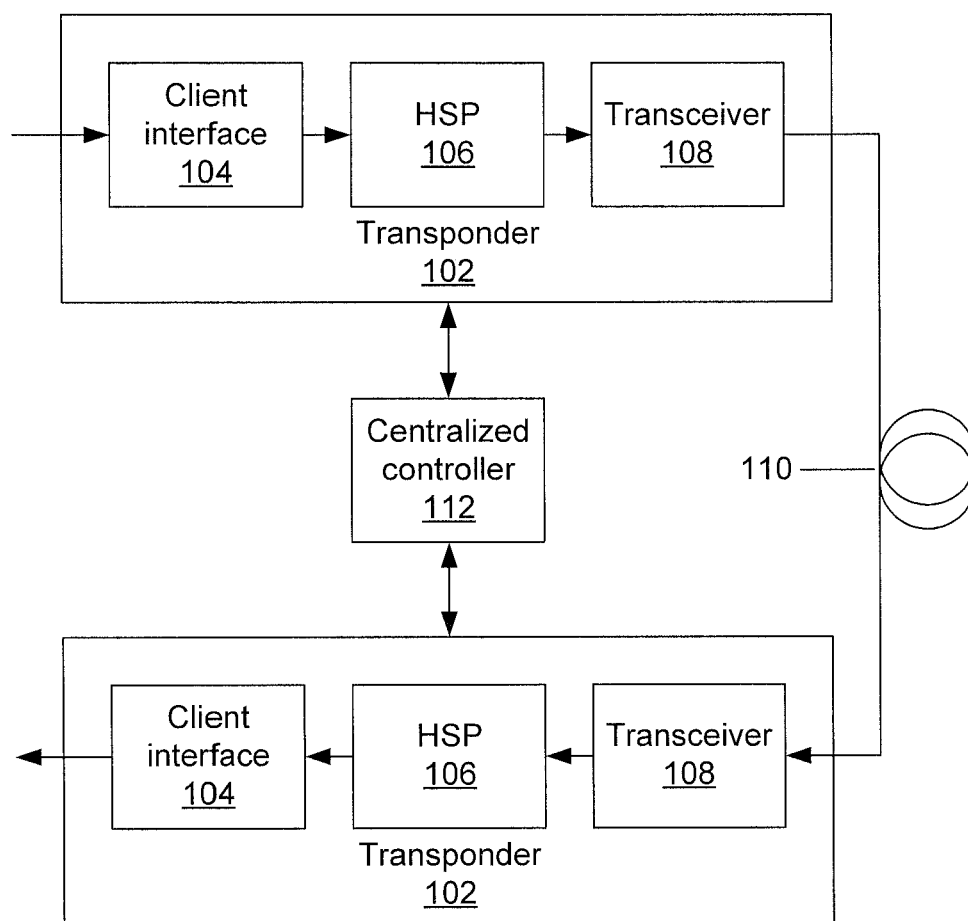 Client
interface
104
HSP
106
Transceiver
108
Transponder
102
Centralized
controller
112
110
Client
interface
104
HSP
106
Transceiver
108
Transponder
102